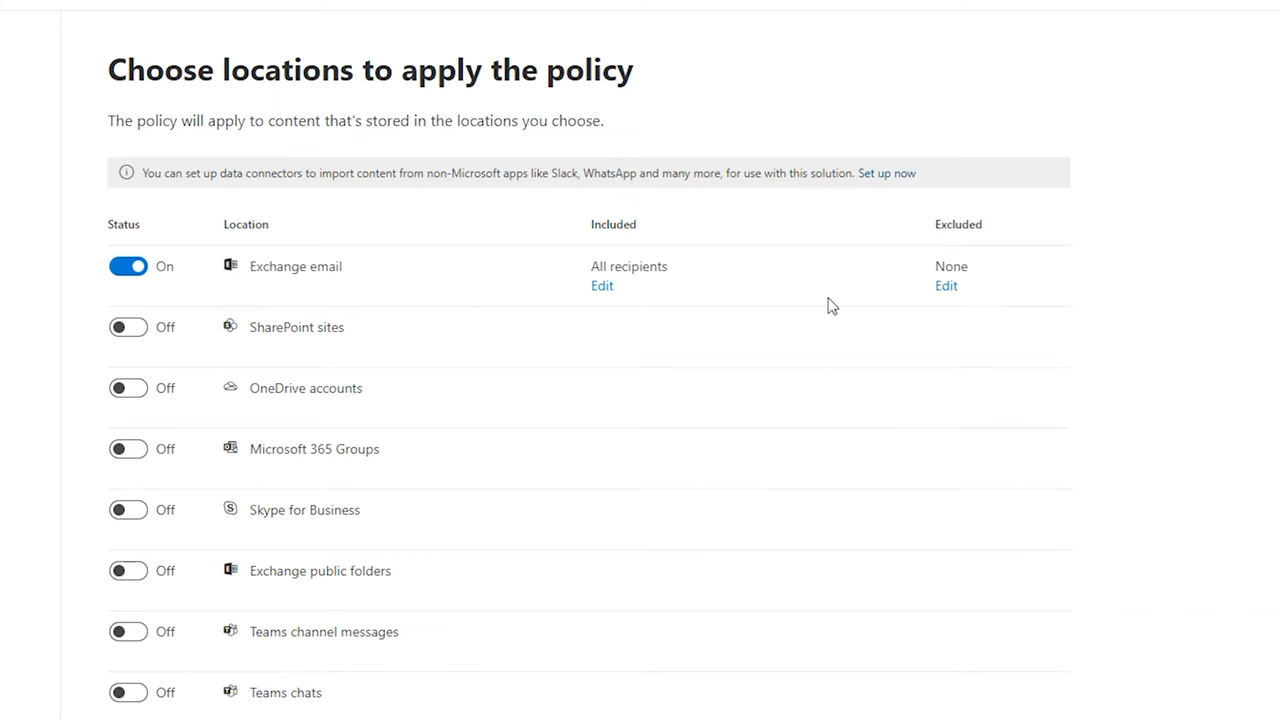 Choose locations to apply the policy
The policy will apply to content that's stored in the locations you choose.
You can set up data connectors to import content from non-Microsoft apps like Slack, WhatsApp and many more, for use with this solution. Set up now
Status Location Included Excluded
On Exchange email All recipients None
Edit Edit
Off SharePoint sites
Off OneDrive accounts
Off Microsoft 365 Groups
Off Skype for Business
Off Exchange public folders
Off Teams channel messages
Off Teams chats